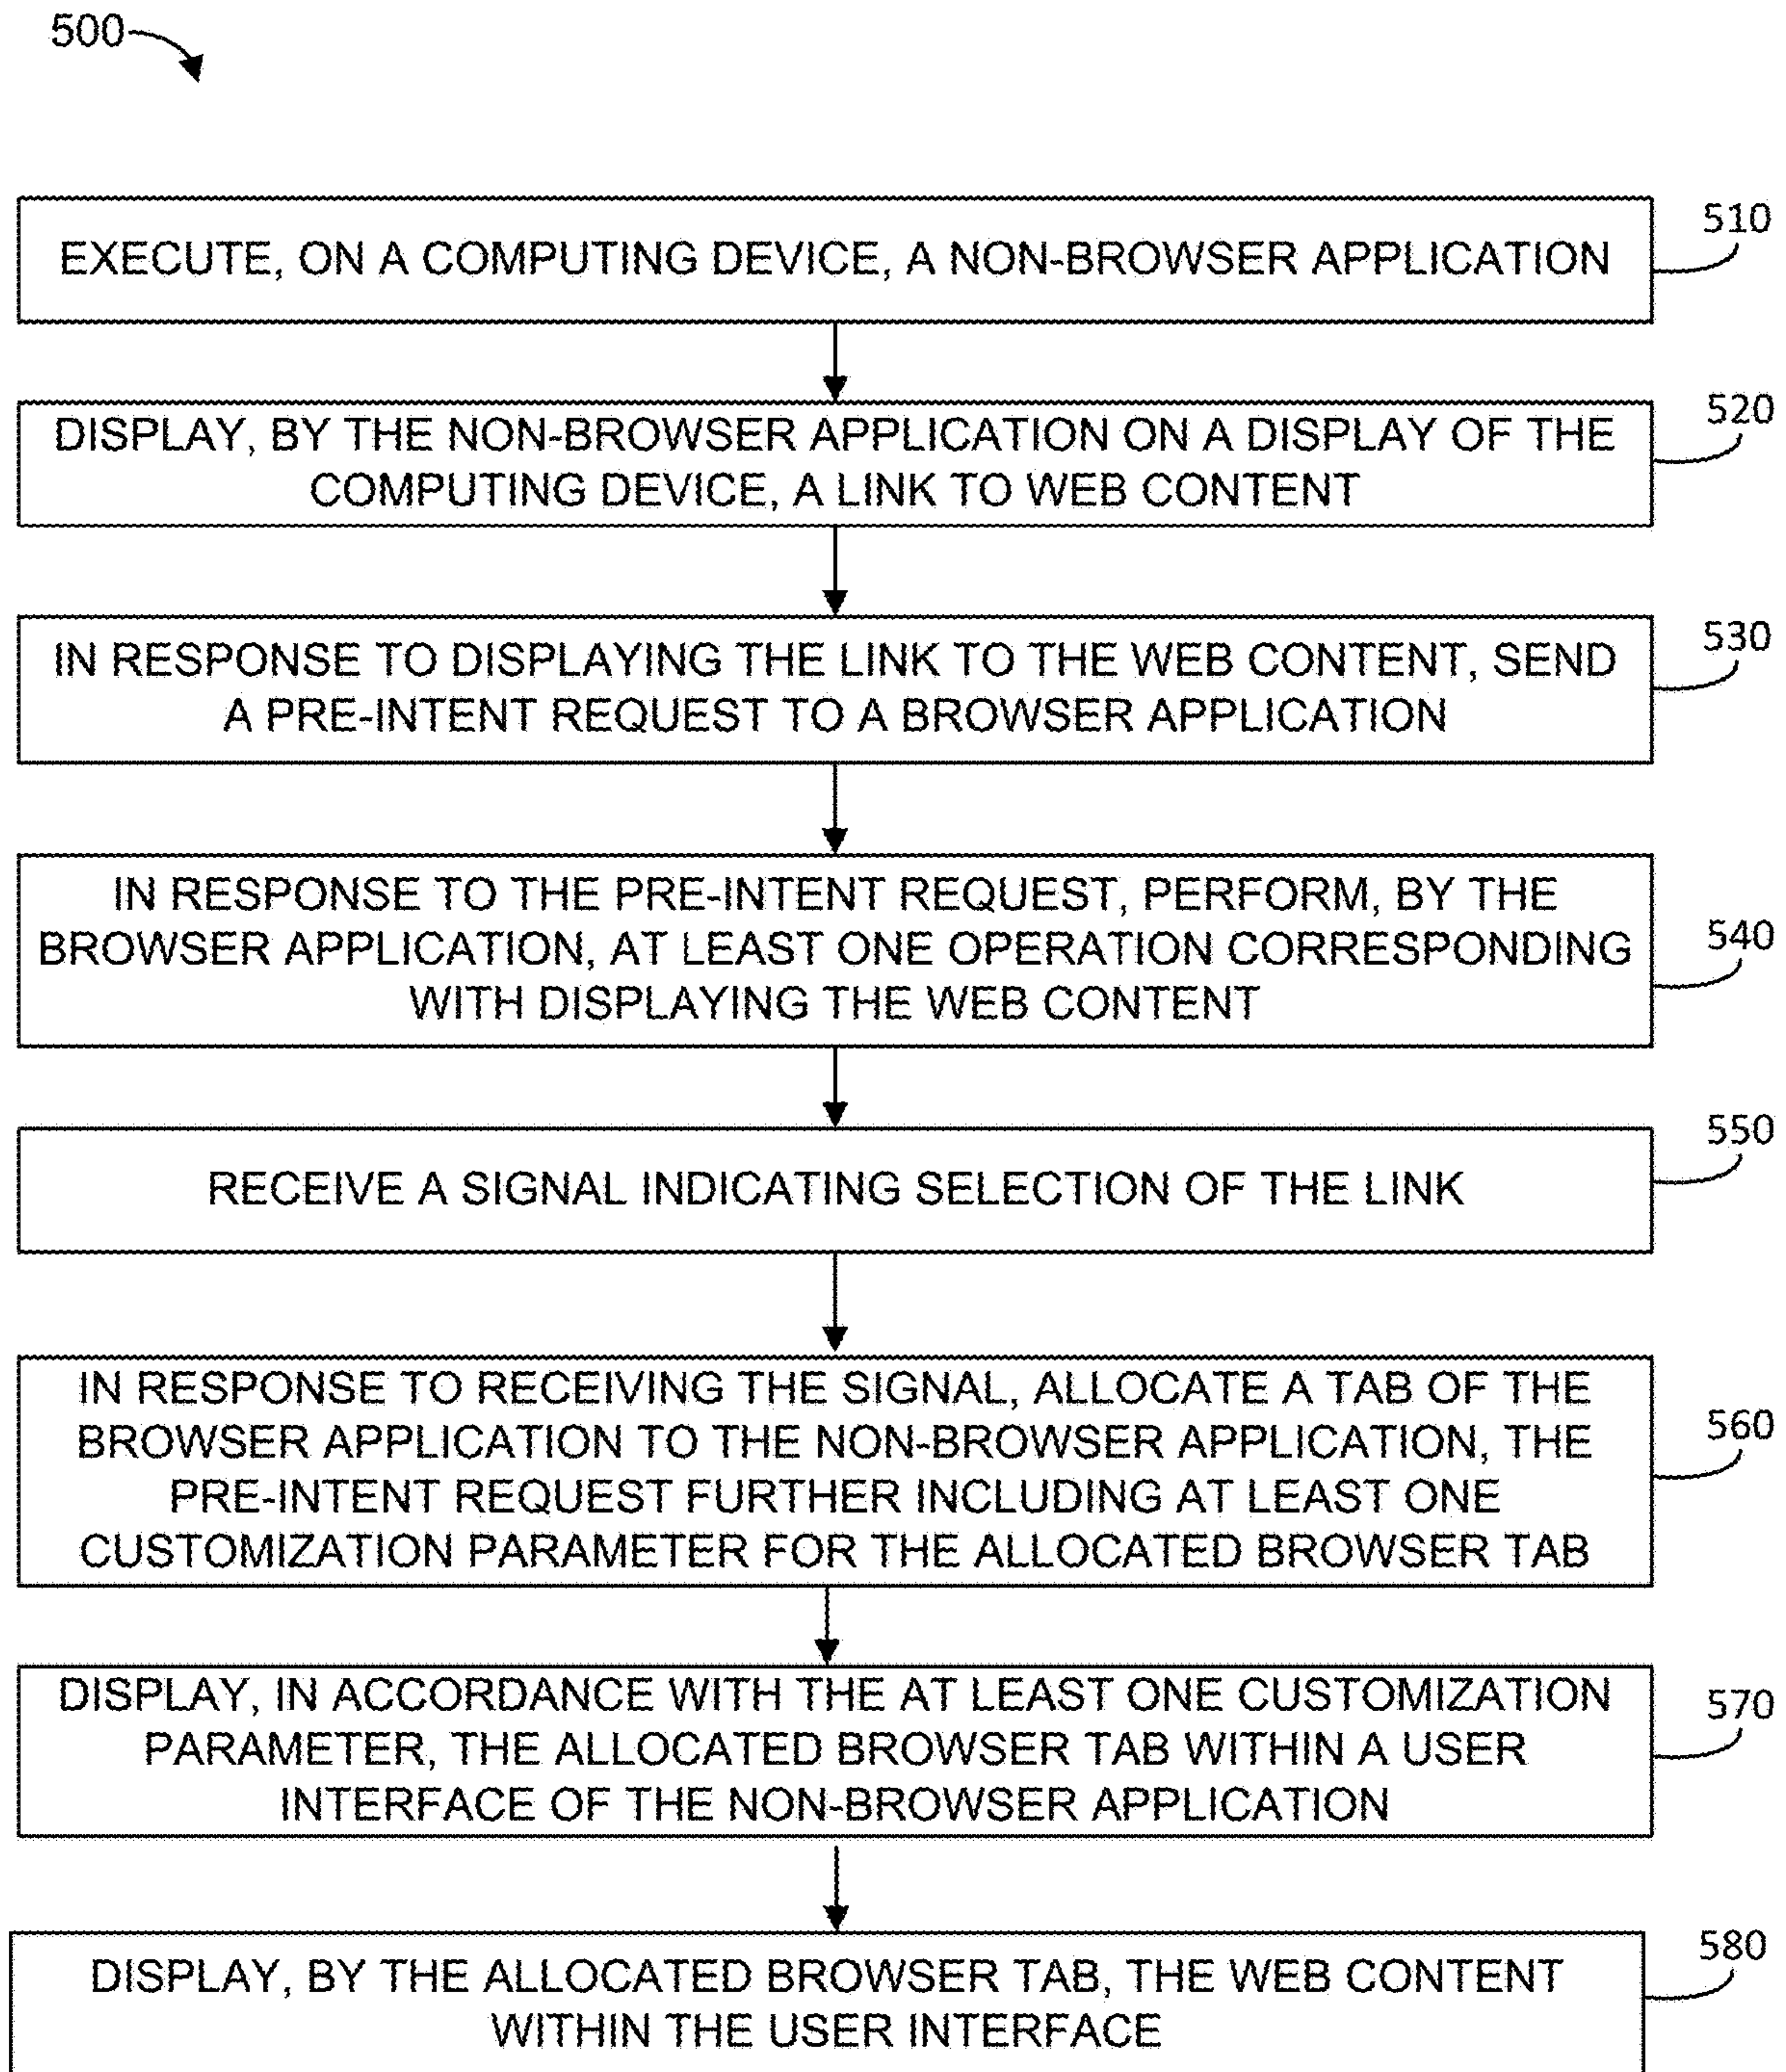 500
510
EXECUTE, ON A COMPUTING DEVICE, A NON-BROWSER APPLICATION
520
DISPLAY, BY THE NON-BROWSER APPLICATION ON A DISPLAY OF THE
COMPUTING DEVICE, A LINK TO WEB CONTENT
530
IN RESPONSE TO DISPLAYING THE LINK TO THE WEB CONTENT, SEND
A PRE-INTENT REQUEST TO A BROWSER APPLICATION
540
IN RESPONSE TO THE PRE-INTENT REQUEST, PERFORM, BY THE
BROWSER APPLICATION, AT LEAST ONE OPERATION CORRESPONDING
WITH DISPLAYING THE WEB CONTENT
550
RECEIVE A SIGNAL INDICATING SELECTION OF THE LINK
560
IN RESPONSE TO RECEIVING THE SIGNAL, ALLOCATE A TAB OF THE
BROWSER APPLICATION TO THE NON-BROWSER APPLICATION, THE
PRE-INTENT REQUEST FURTHER INCLUDING AT LEAST ONE
CUSTOMIZATION PARAMETER FOR THE ALLOCATED BROWSER TAB
570
DISPLAY, IN ACCORDANCE WITH THE AT LEAST ONE CUSTOMIZATION
PARAMETER, THE ALLOCATED BROWSER TAB WITHIN A USER
INTERFACE OF THE NON-BROWSER APPLICATION
580
DISPLAY, BY THE ALLOCATED BROWSER TAB, THE WEB CONTENT
WITHIN THE USER INTERFACE